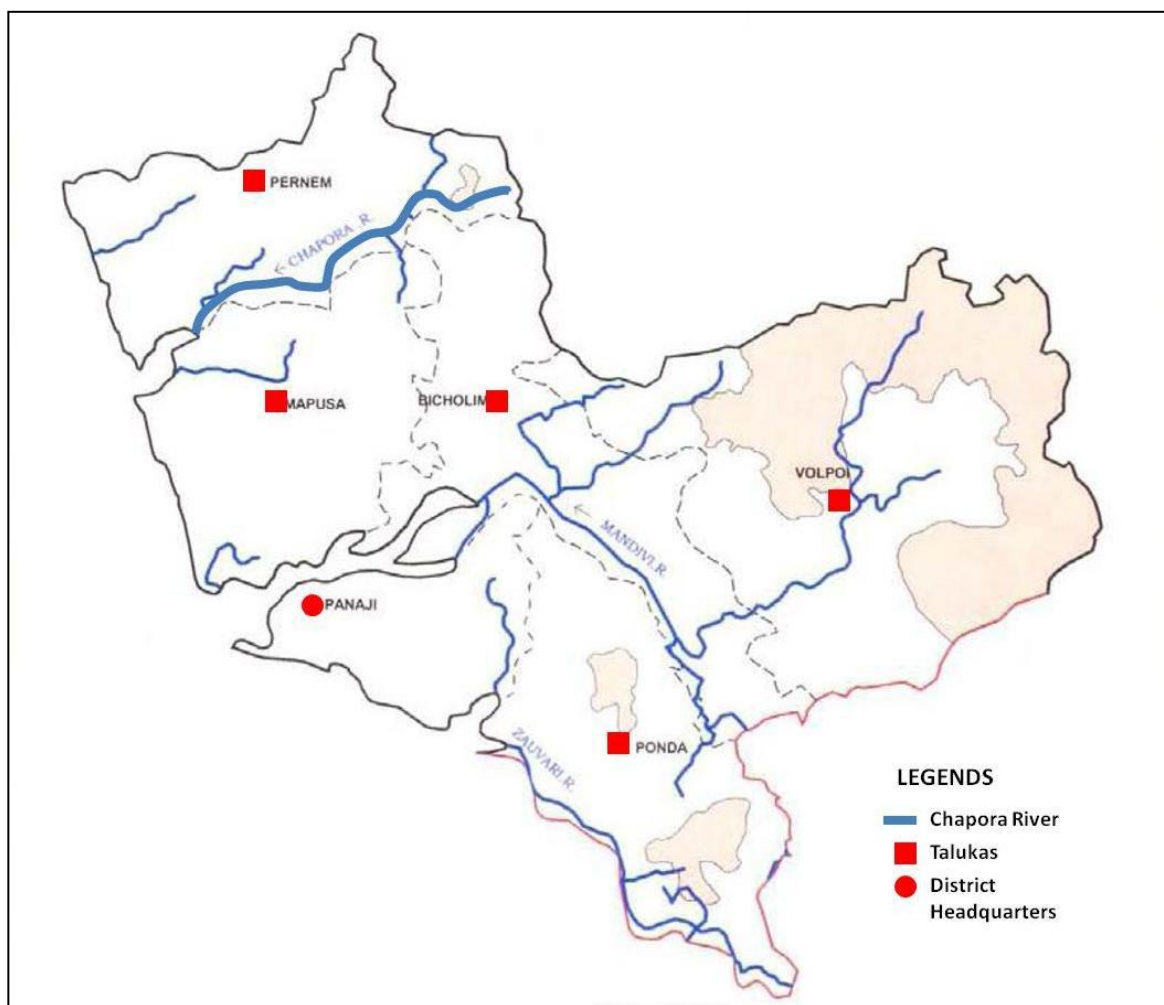 PERNEM
← CHAPORA .R.
MAPUSA
BICHOLIM
VOLPOI
← MANDIVI.R.
PANAJI
ZAUVARI.R.
PONDA
LEGENDS
Chapora River
Talukas
District
Headquarters